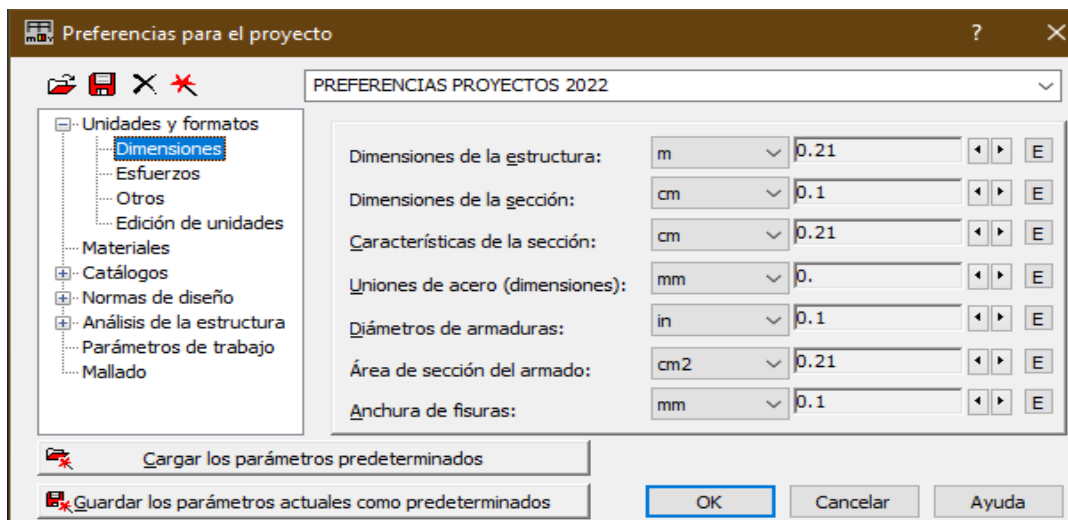 Preferencias para el proyecto
PREFERENCIAS PROYECTOS 2022
Unidades y formatos
Dimensiones
Esfuerzos
Otros
Edición de unidades
Materiales
Catálogos
Normas de diseño
Análisis de la estructura
Parámetros de trabajo
Mallado
Dimensiones de la estructura: m 0.21 E
Dimensiones de la sección: cm 0.1 E
Características de la sección: cm 0.21 E
Uniones de acero (dimensiones): mm 0. E
Diámetros de armaduras: in 0.1 E
Área de sección del armado: cm2 0.21 E
Anchura de fisuras: mm 0.1 E
Cargar los parámetros predeterminados
Guardar los parámetros actuales como predeterminados
OK Cancelar Ayuda